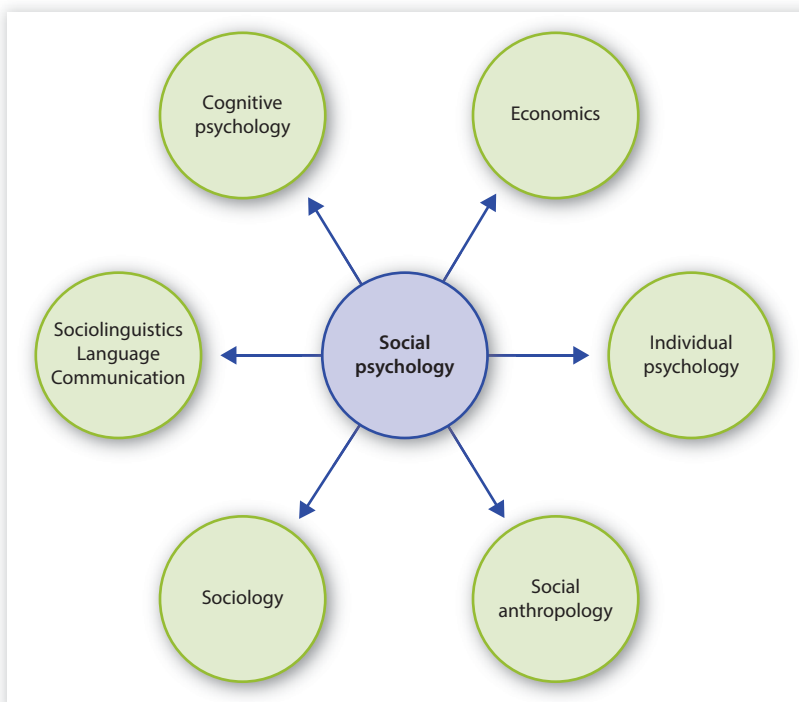 Cognitive
psychology
Economics
Sociolinguistics
Language
Communication
Social
psychology
Individual
psychology
Sociology
Social
anthropology